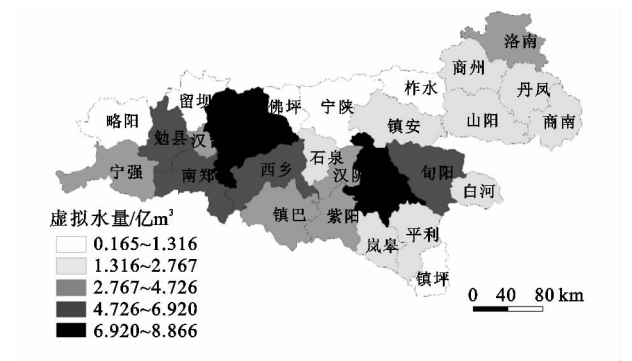 洛南
商州
柞水
丹凤
留坝
佛坪
宁陕
略阳
镇安
山阳
商南
勉县
汉
石泉
宁强
南郑
西乡
汉阴
旬阳
白河
镇巴
紫阳
虚拟水量/亿m³
岚皋
平利
0.165~1.316
1.316~2.767
镇坪
2.767~4.726
4.726~6.920
0 40 80 km
6.920~8.866